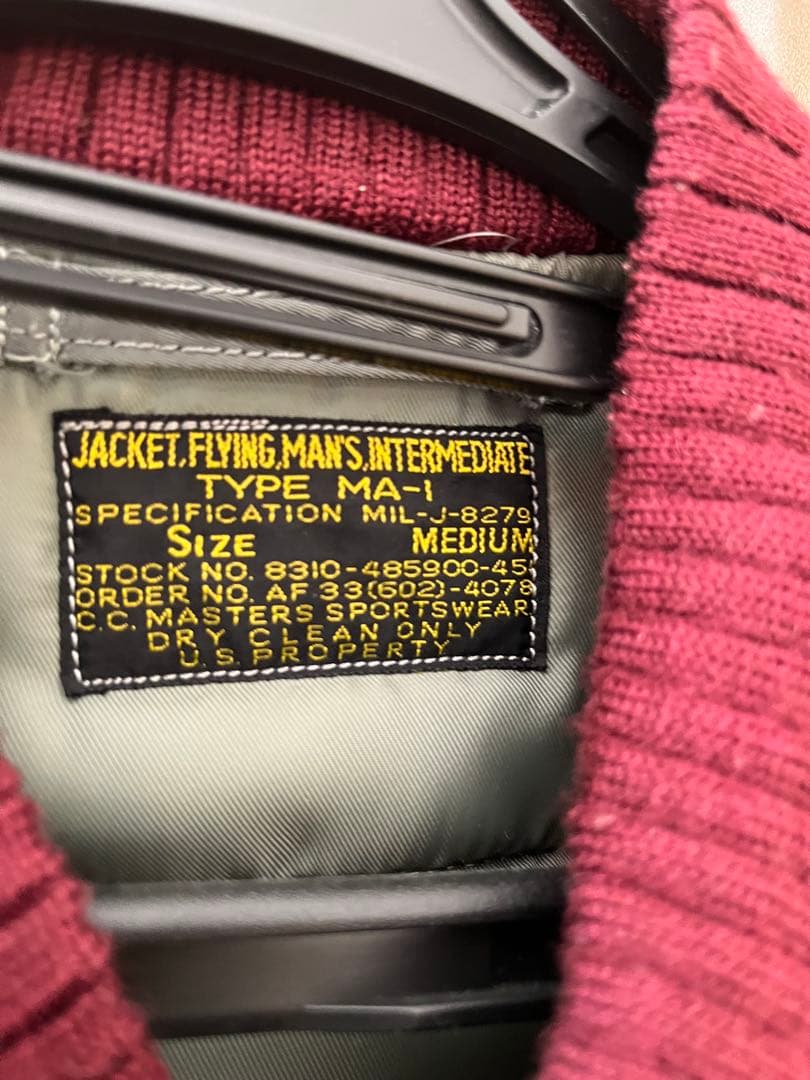 JACKET, FLYING, MAN'S, INTERMEDIATE
TYPE MA-1
SPECIFICATION MIL-J-8279
SIZE MEDIUM
STOCK NO. 8310-485900-45
ORDER NO. AF 33(602)-4078
C.C. MASTERS SPORTSWEAR
DRY CLEAN ONLY
U.S. PROPERTY